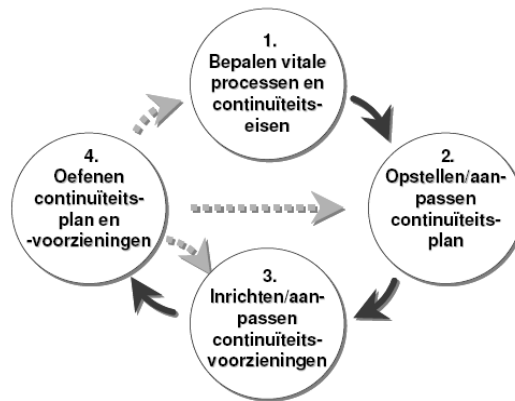 1.
Bepalen vitale
processen en
continuïteits-
eisen
2.
Opstellen/aan-
passen
continuïteits-
plan
3.
Inrichten/aan-
passen
continuïteits-
voorzieningen
4.
Oefenen
continuïteits-
plan en
-voorzieningen